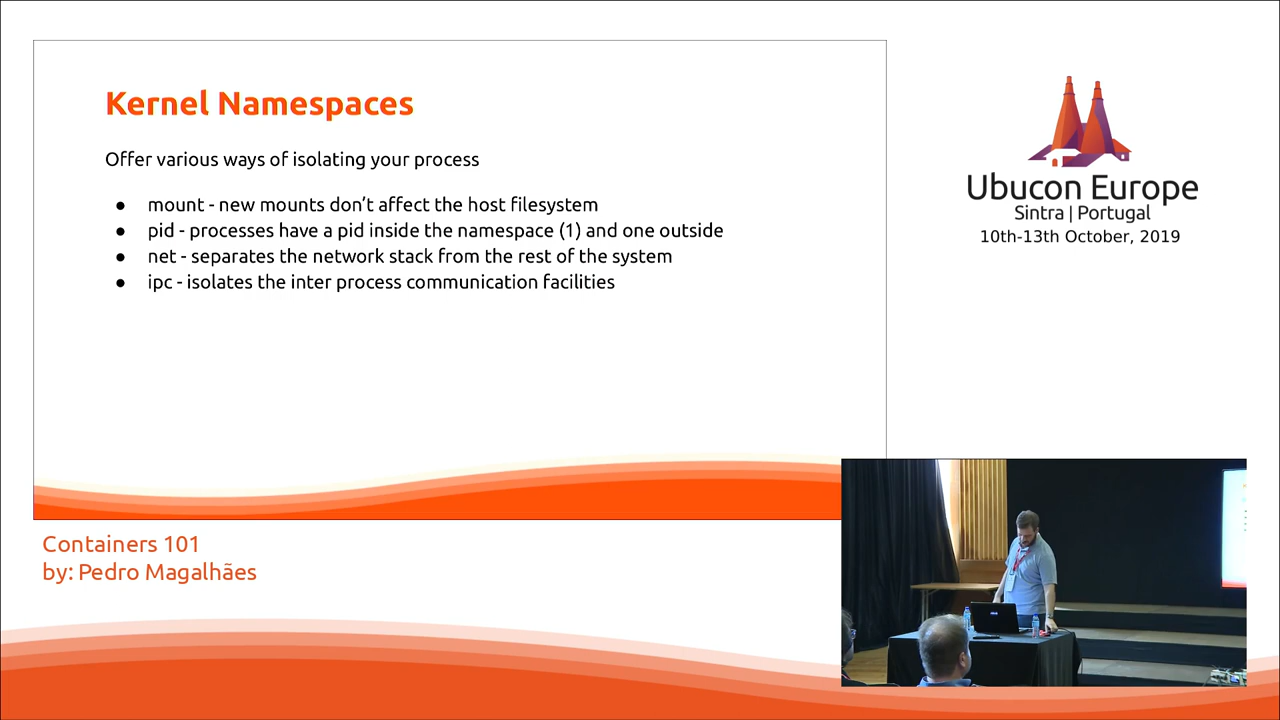 Kernel Namespaces
Offer various ways of isolating your process
● mount - new mounts don’t affect the host filesystem
● pid - processes have a pid inside the namespace (1) and one outside
● net - separates the network stack from the rest of the system
● ipc - isolates the inter process communication facilities
Ubucon Europe
Sintra | Portugal
10th-13th October, 2019
Containers 101
by: Pedro Magalhães